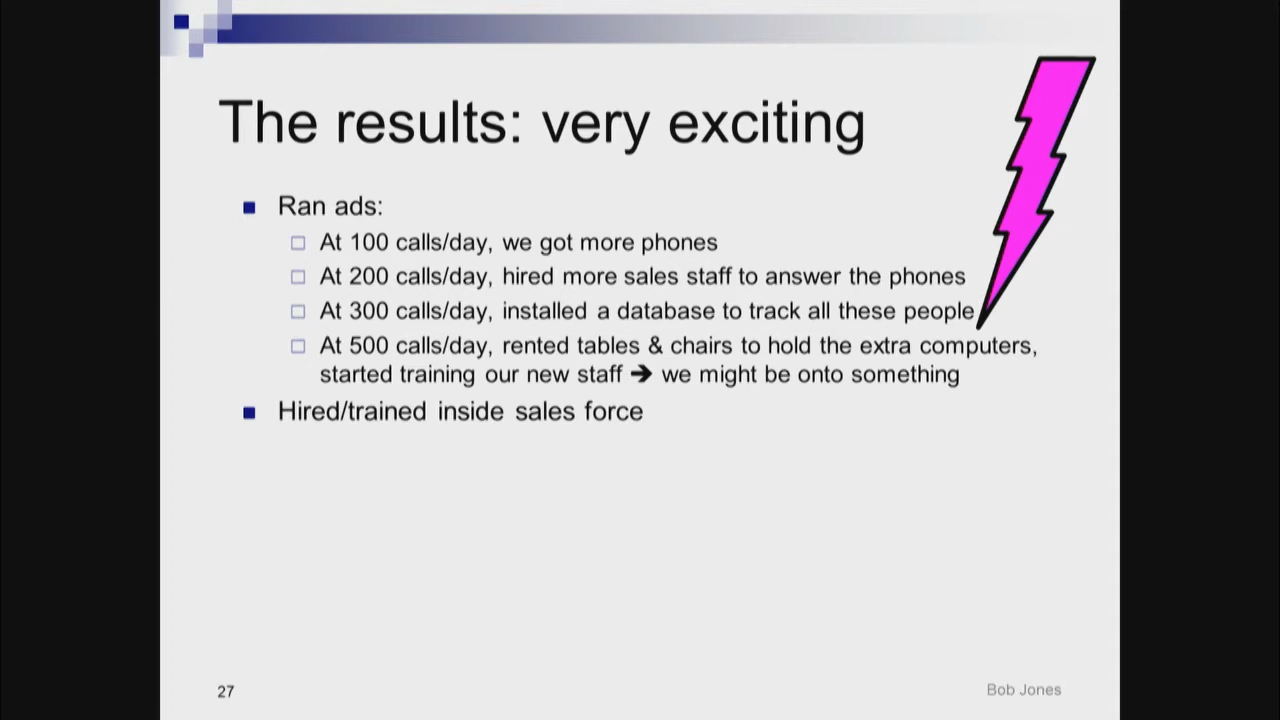 The results: very exciting
Ran ads:
At 100 calls/day, we got more phones
At 200 calls/day, hired more sales staff to answer the phones
At 300 calls/day, installed a database to track all these people
At 500 calls/day, rented tables & chairs to hold the extra computers,
started training our new staff ➔ we might be onto something
Hired/trained inside sales force
27
Bob Jones